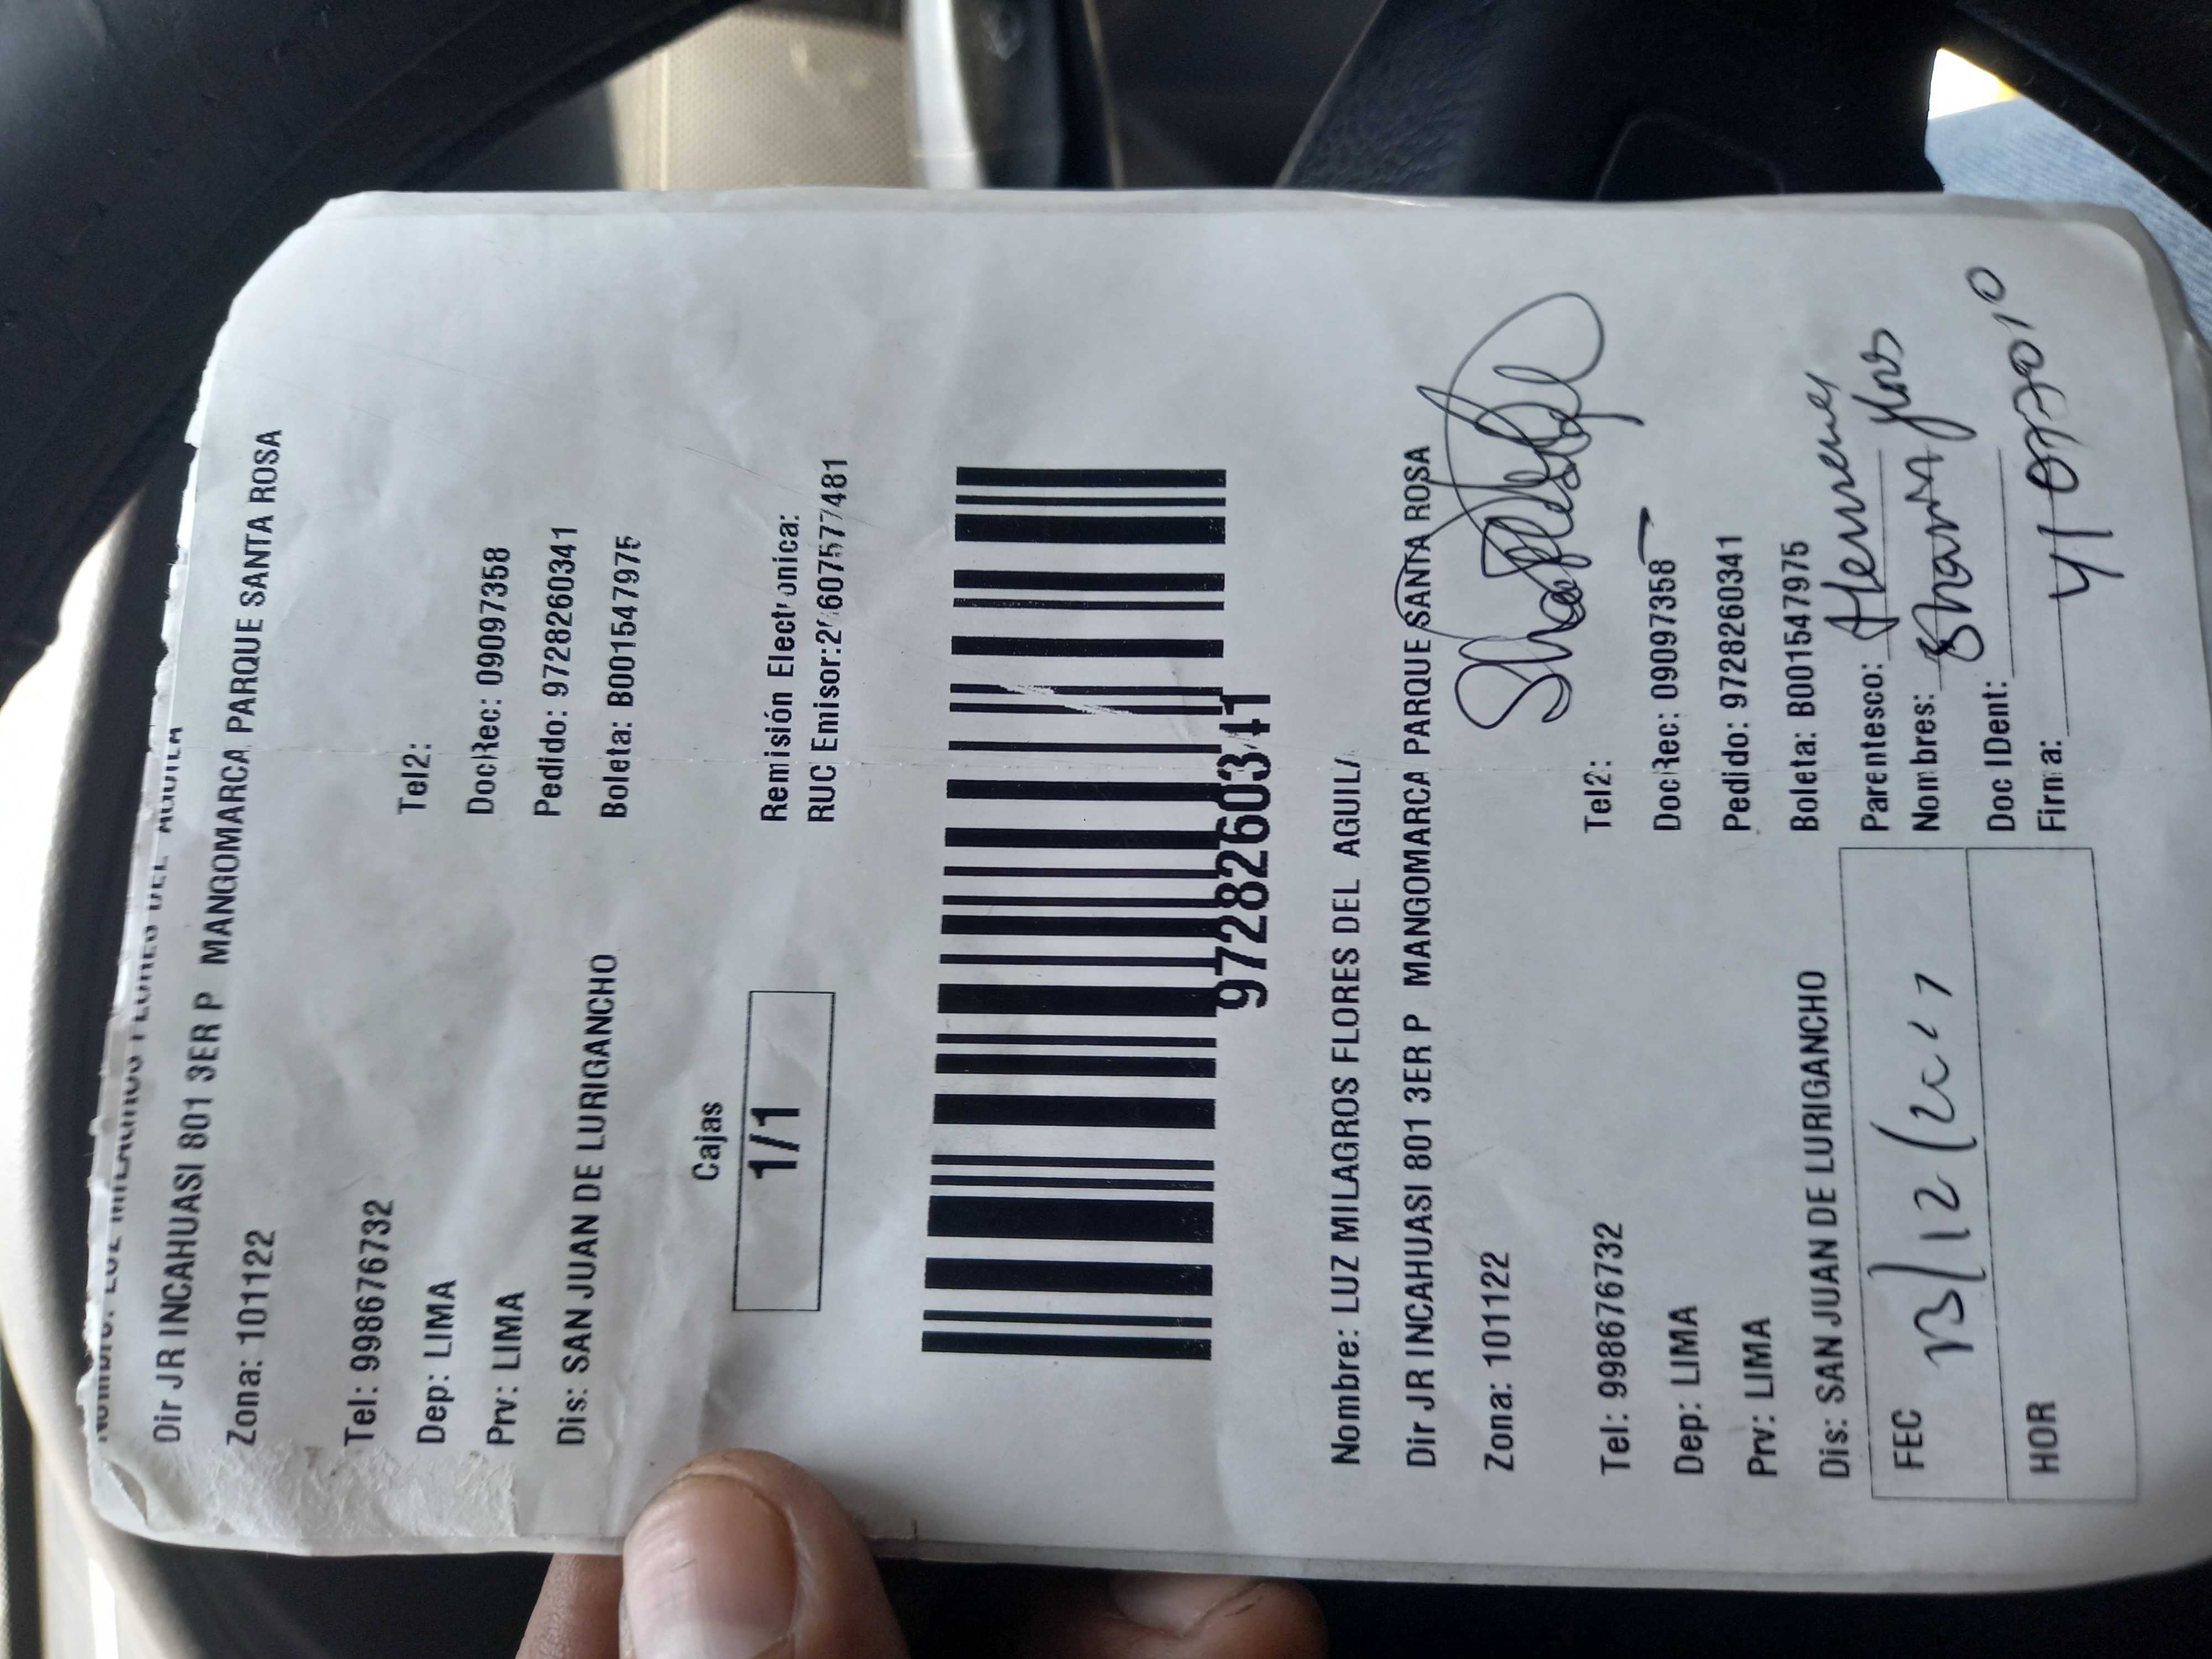 Dir JR INCAHUASI 801 3ER P MANGOMARCA PARQUE SANTA ROSA
Zona: 101122
Tel: 998676732 Tel2:
Dep: LIMA DocRec: 09097358
Prv: LIMA Pedido: 9728260341
Dis: SAN JUAN DE LURIGANCHO Boleta: B001547975
Cajas
1/1
Remisión Electronica:
RUC Emisor:
9728260341
Nombre: LUZ MILAGROS FLORES DEL AGUIL
Dir JR INCAHUASI 801 3ER P MANGOMARCA PARQUE SANTA ROSA
Zona: 101122
Tel: 998676732 Tel2:
Dep: LIMA DocRec: 09097358
Prv: LIMA Pedido: 9728260341
Dis: SAN JUAN DE LURIGANCHO Boleta: B001547975
FEC
HOR
Parentesco:
Nombres:
Doc IDent:
Firma: